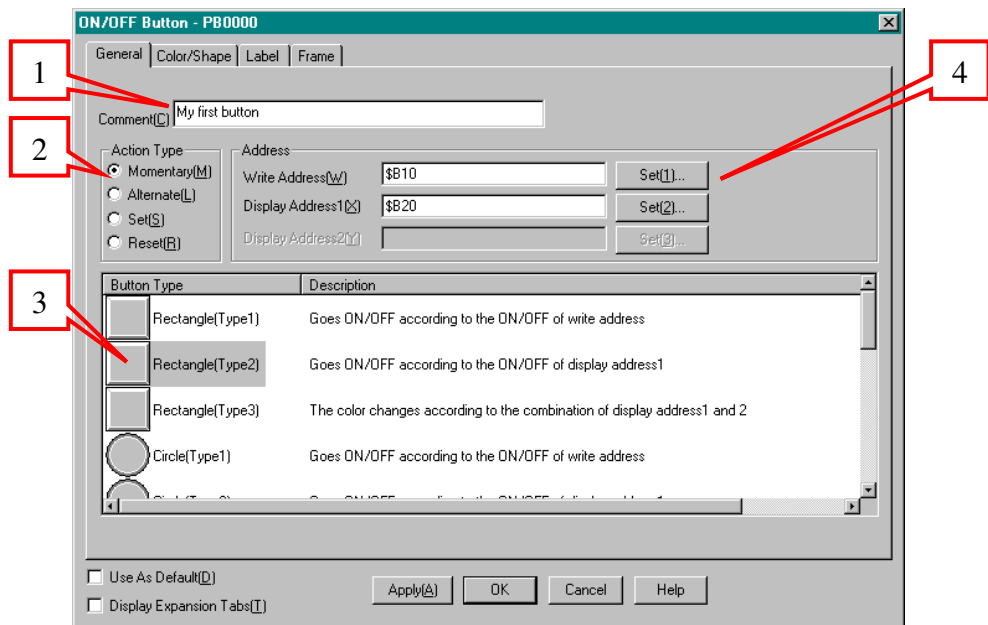 ON/OFF Button - PB0000
General Color/Shape Label Frame
1
4
Comment[C] My first button
2
Action Type
Momentary[M]
Alternate[L]
Set[S]
Reset[R]
Address
Write Address[W] $B10 Set[1]...
Display Address1[X] $B20 Set[2]...
Display Address2[Y] Set[3]...
3
Button Type Description
Rectangle(Type1) Goes ON/OFF according to the ON/OFF of write address
Rectangle(Type2) Goes ON/OFF according to the ON/OFF of display address1
Rectangle(Type3) The color changes according to the combination of display address1 and 2
Circle(Type1) Goes ON/OFF according to the ON/OFF of write address
Use As Default[D]
Display Expansion Tabs[T]
Apply[A] OK Cancel Help